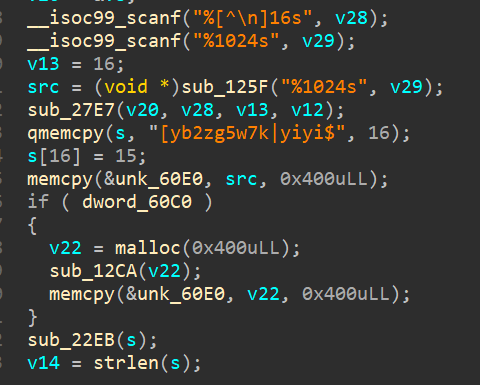 __isoc99_scanf("%[^\n]16s", v28);
__isoc99_scanf("%1024s", v29);
v13 = 16;
src = (void *)sub_125F("%1024s", v29);
sub_27E7(v20, v28, v13, v12);
qmemcpy(s, "[yb2zg5w7k|yiyi$", 16);
s[16] = 15;
memcpy(&unk_60E0, src, 0x400uLL);
if ( dword_60C0 )
{
v22 = malloc(0x400uLL);
sub_12CA(v22);
memcpy(&unk_60E0, v22, 0x400uLL);
}
sub_22EB(s);
v14 = strlen(s);